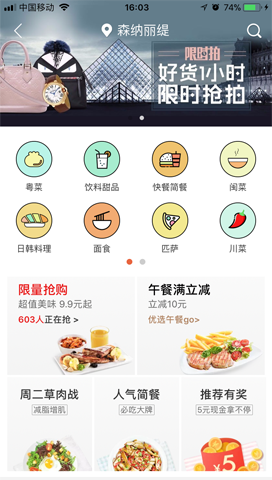 中国移动
16:03
74%
森纳丽缇
限时拍
好货1小时
限时抢拍
粤菜
饮料甜品
快餐简餐
闽菜
日韩料理
面食
匹萨
川菜
限量抢购
超值美味 9.9元起
603人正在抢 >
午餐满立减
立减10元
优选午餐go>
周二草肉战
减脂增肌
人气简餐
必吃大牌
推荐有奖
5元现金拿不停
¥5